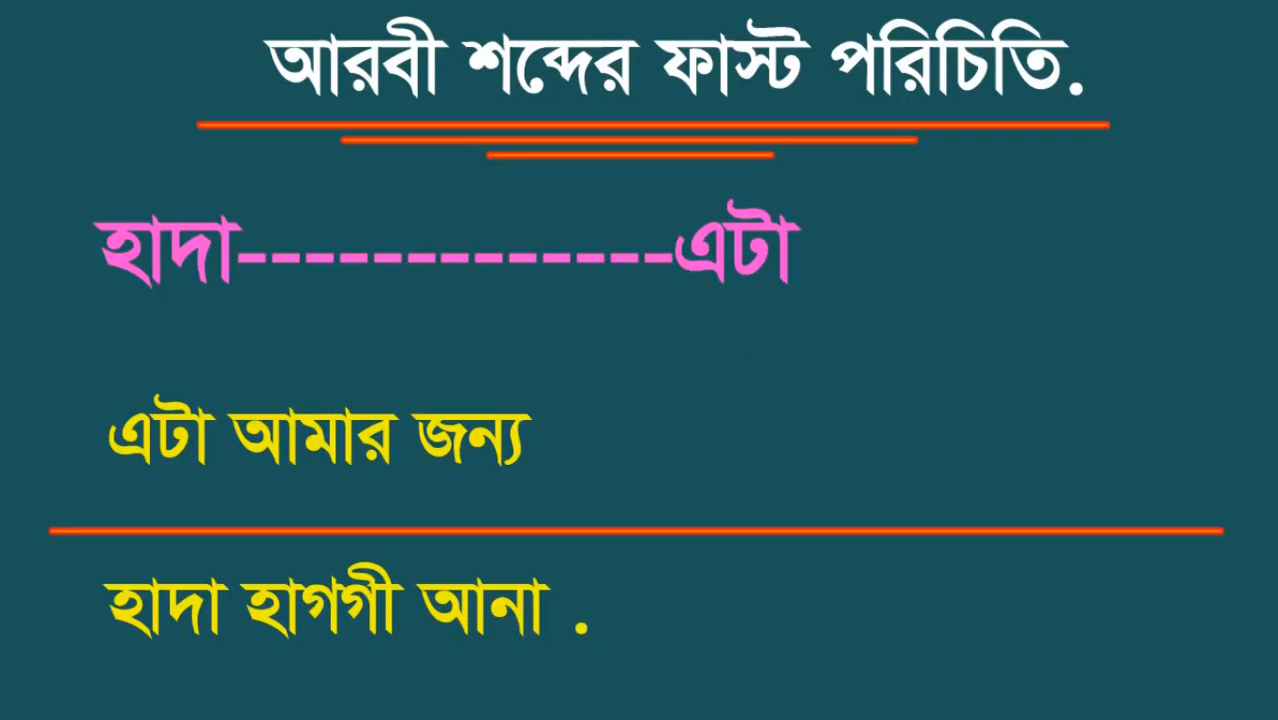 আরবী শব্দের ফাস্ট পরিচিতি.
হাদা-------------এটা
এটা আমার জন্য
হাদা হাগগী আনা .